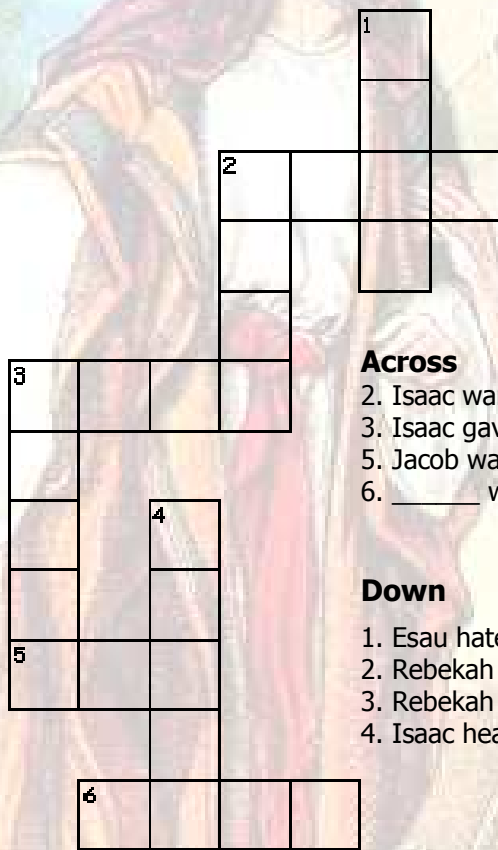 1
2
3
4
5
6
Across
2. Isaac wa
3. Isaac gav
5. Jacob wa
6. ______ w
Down
1. Esau hate
2. Rebekah
3. Rebekah
4. Isaac hea